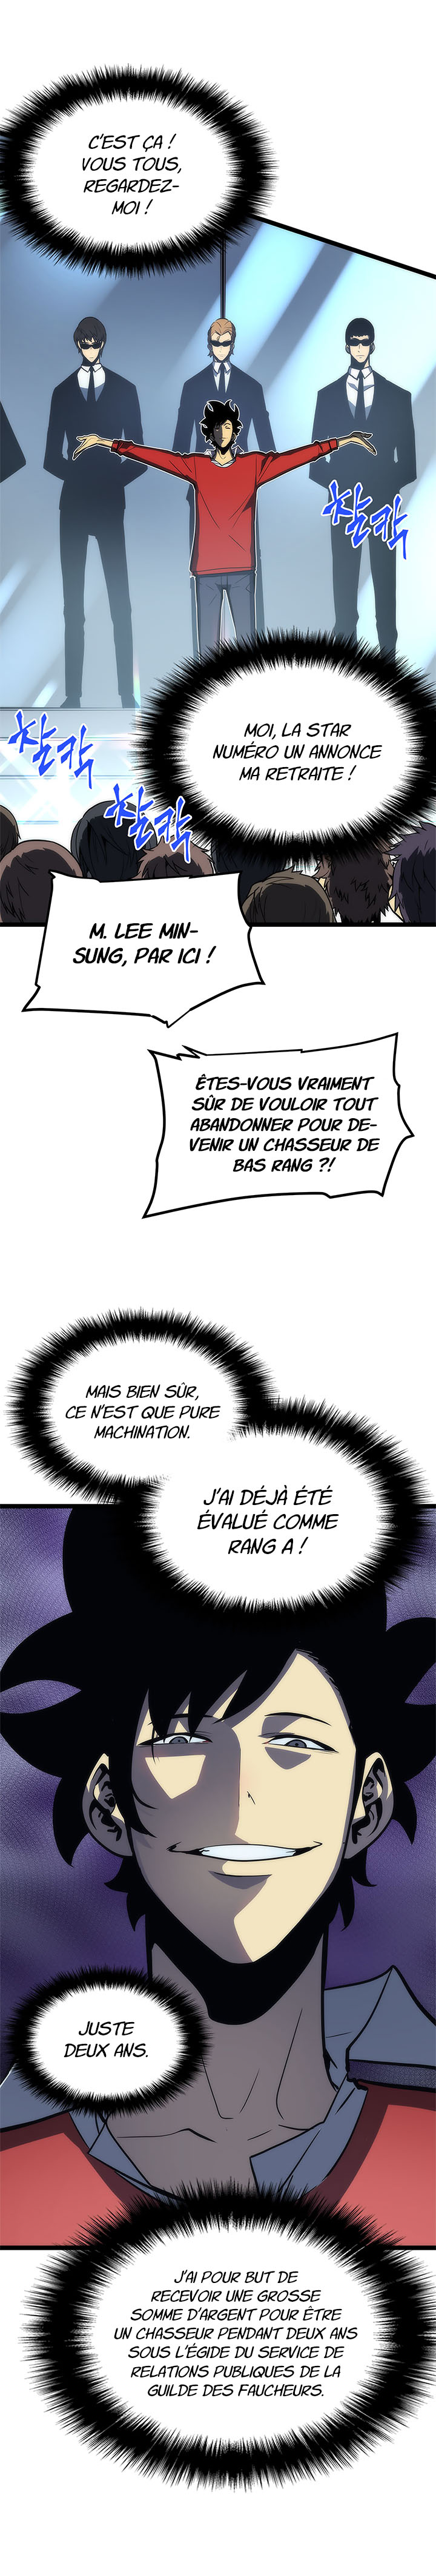 C'EST ÇA !
VOUS TOUS,
REGARDEZ-
MOI !
찰칵
MOI, LA STAR
NUMÉRO UN ANNONCE
MA RETRAITE !
찰칵
찰칵
M. LEE MIN-
SUNG, PAR ICI !
ÊTES-VOUS VRAIMENT
SÛR DE VOULOIR TOUT
ABANDONNER POUR DE-
VENIR UN CHASSEUR DE
BAS RANG ?!
MAIS BIEN SÛR,
CE N'EST QUE PURE
MACHINATION.
J'AI DÉJÀ ÉTÉ
ÉVALUÉ COMME
RANG A !
JUSTE
DEUX ANS.
J'AI POUR BUT DE
RECEVOIR UNE GROSSE
SOMME D'ARGENT POUR ÊTRE
UN CHASSEUR PENDANT DEUX ANS
SOUS L'ÉGIDE DU SERVICE DE
RELATIONS PUBLIQUES DE LA
GUILDE DES FAUCHEURS.